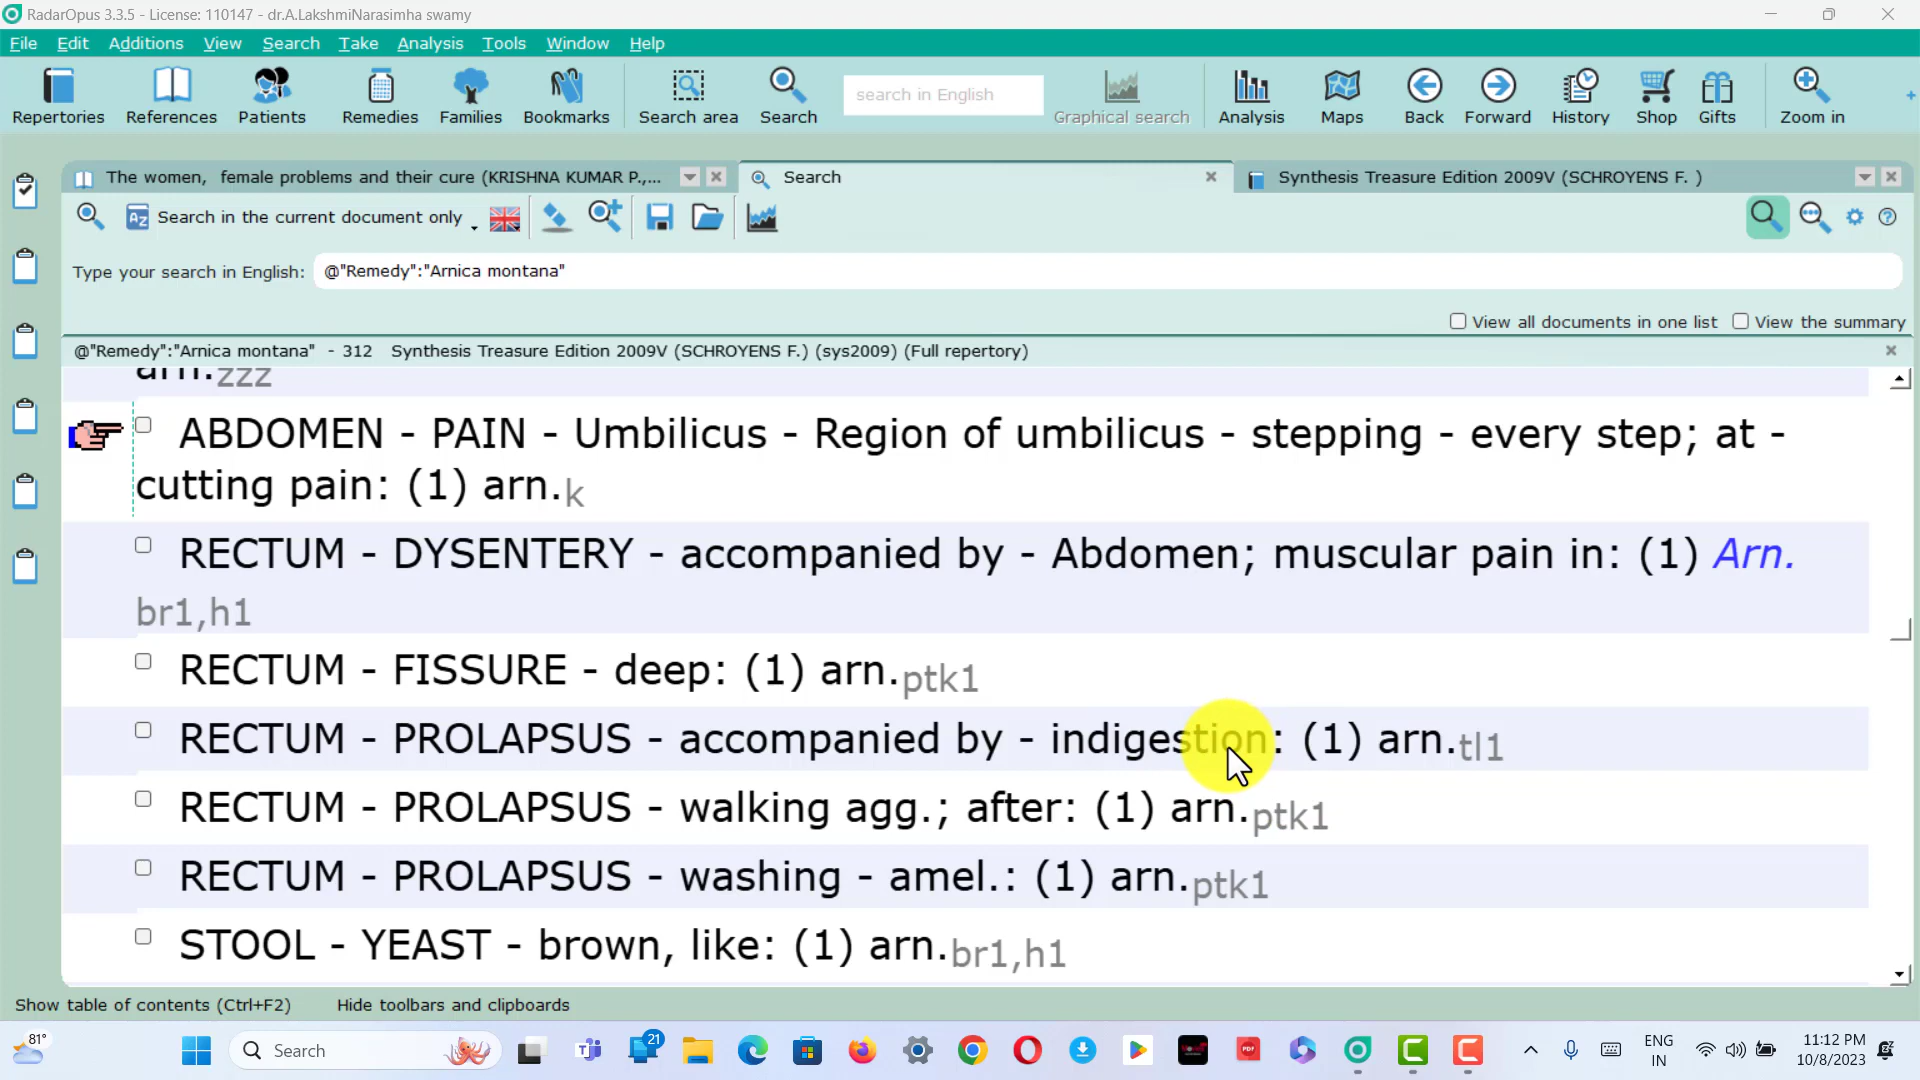 RadarOpus 3.3.5 - License: 110147 - dr.A.LakshmiNarasimha swamy
File Edit Additions View Search Take Analysis Tools Window Help
Repertories References Patients Remedies Families Bookmarks Search area Search search in English Graphical search Analysis Maps Back Forward History Shop Gifts Zoom in
The women, female problems and their cure (KRISHNA KUMAR P.,... Search Synthesis Treasure Edition 2009V (SCHROYENS F. )
AZ Search in the current document only
Type your search in English: @"Remedy":"Arnica montana"
View all documents in one list View the summary
@"Remedy":"Arnica montana" - 312 Synthesis Treasure Edition 2009V (SCHROYENS F.) (sys2009) (Full repertory)
arn.zzz
ABDOMEN - PAIN - Umbilicus - Region of umbilicus - stepping - every step; at -
cutting pain: (1) arn.k
RECTUM - DYSENTERY - accompanied by - Abdomen; muscular pain in: (1) Arn.
br1,h1
RECTUM - FISSURE - deep: (1) arn.ptk1
RECTUM - PROLAPSUS - accompanied by - indigestion: (1) arn.tl1
RECTUM - PROLAPSUS - walking agg.; after: (1) arn.ptk1
RECTUM - PROLAPSUS - washing - amel.: (1) arn.ptk1
STOOL - YEAST - brown, like: (1) arn.br1,h1
Show table of contents (Ctrl+F2) Hide toolbars and clipboards
81° Search 21 PDF ENG 11:12 PM
IN 10/8/2023